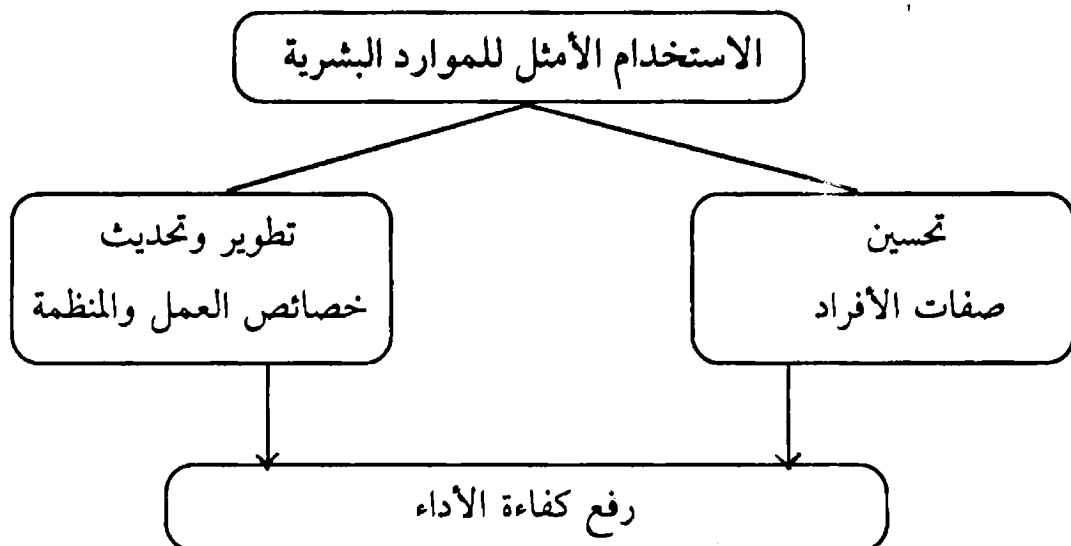 الاستخدام الأمثل للموارد البشرية
تحسين
صفات الأفراد
تطوير وتحديث
خصائص العمل والمنظمة
رفع كفاءة الأداء